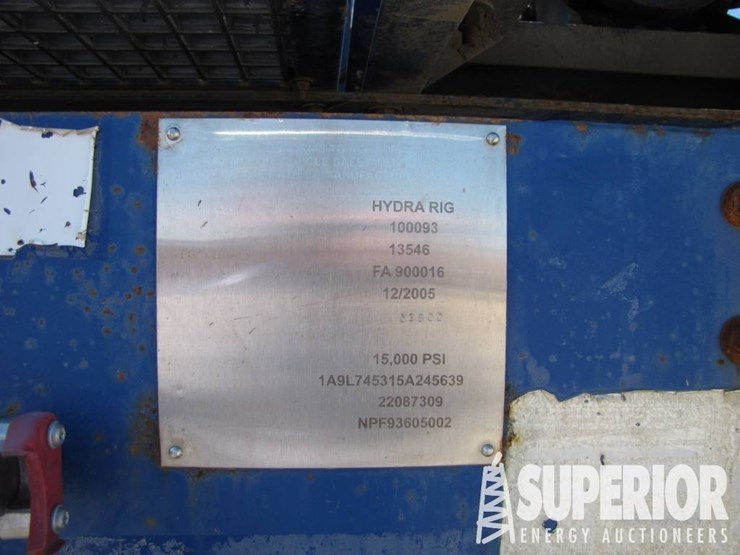 HYDRA RIG
100093
13546
FA 900016
12/2005
15,000 PSI
1A9L745315A245639
22087309
NPF93605002
SUPERIOR
ENERGY AUCTIONEERS